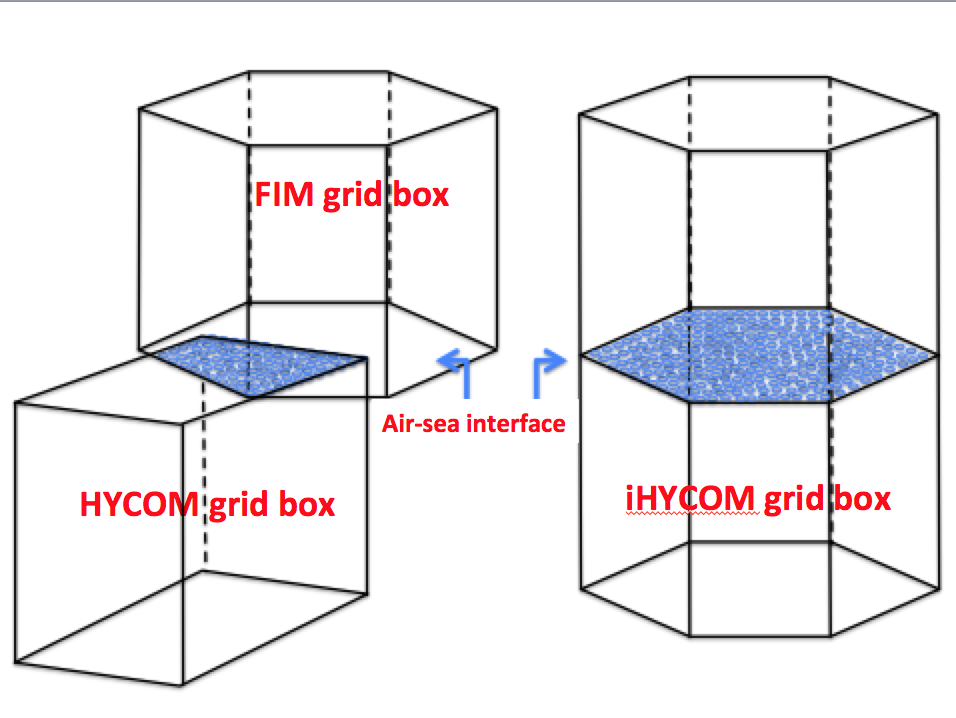 FIM grid box
Air-sea interface
HYCOM grid box
iHYCOM grid box